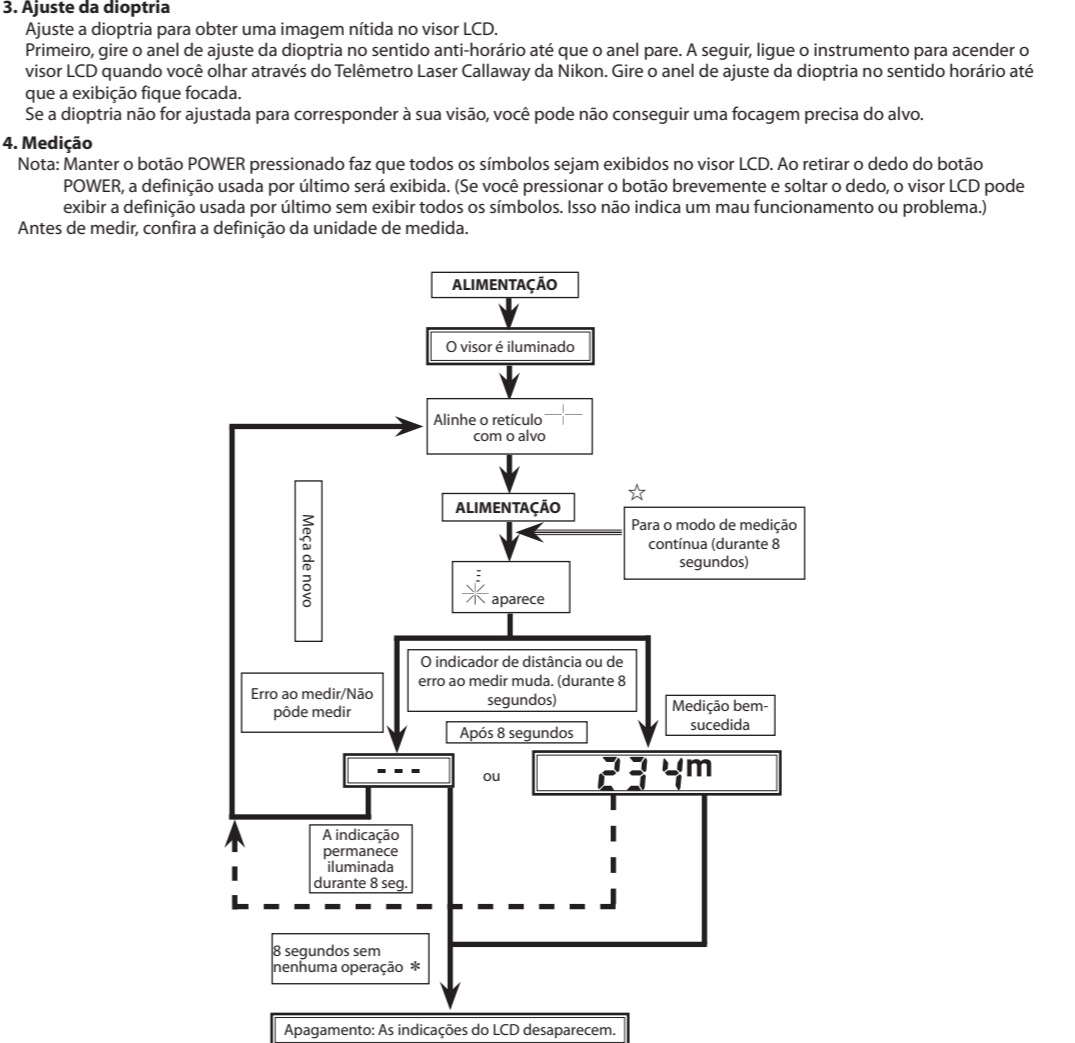 3. Ajuste da dioptria
Ajuste a dioptria para obter uma imagem nítida no visor LCD.
Primeiro, gire o anel de ajuste da dioptria no sentido anti-horário até que o anel pare. A seguir, ligue o instrumento para acender o
visor LCD quando você olhar através do Telêmetro Laser Callaway da Nikon. Gire o anel de ajuste da dioptria no sentido horário até
que a exibição fique focada.
Se a dioptria não for ajustada para corresponder à sua visão, você pode não conseguir uma focagem precisa do alvo.
4. Medição
Nota: Manter o botão POWER pressionado faz que todos os símbolos sejam exibidos no visor LCD. Ao retirar o dedo do botão
POWER, a definição usada por último será exibida. (Se você pressionar o botão brevemente e soltar o dedo, o visor LCD pode
exibir a definição usada por último sem exibir todos os símbolos. Isso não indica um mau funcionamento ou problema.)
Antes de medir, confira a definição da unidade de medida.
ALIMENTAÇÃO
O visor é iluminado
Alinhe o retículo
com o alvo
ALIMENTAÇÃO
☆
Para o modo de medição
contínua (durante 8
segundos)
Meça de novo
aparece
O indicador de distância ou de
erro ao medir muda. (durante 8
segundos)
Erro ao medir/Não
pôde medir
Medição bem-
sucedida
Após 8 segundos
- - -
ou
234m
A indicação
permanece
iluminada
durante 8 seg.
8 segundos sem
nenhuma operação *
Apagamento: As indicações do LCD desaparecem.